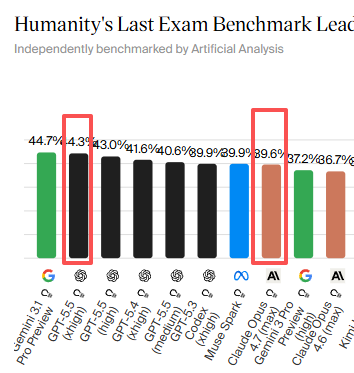 Humanity's Last Exam Benchmark Lead
Independently benchmarked by Artificial Analysis
44.7% 44.3% 43.0% 41.6% 40.6% 39.9% 39.9% 39.6% 37.2% 36.7%
Gemini 3.1
Pro Preview
GPT-5.5
(xhigh)
GPT-5.5
(high)
GPT-5.4
(xhigh)
GPT-5.5
(medium)
GPT-5.3
Codex
(xhigh)
Muse Spark
Claude Opus
4.7 (max)
Gemini 3 Pro
Preview
(high)
Claude Opus
4.6 (max)
Kimi